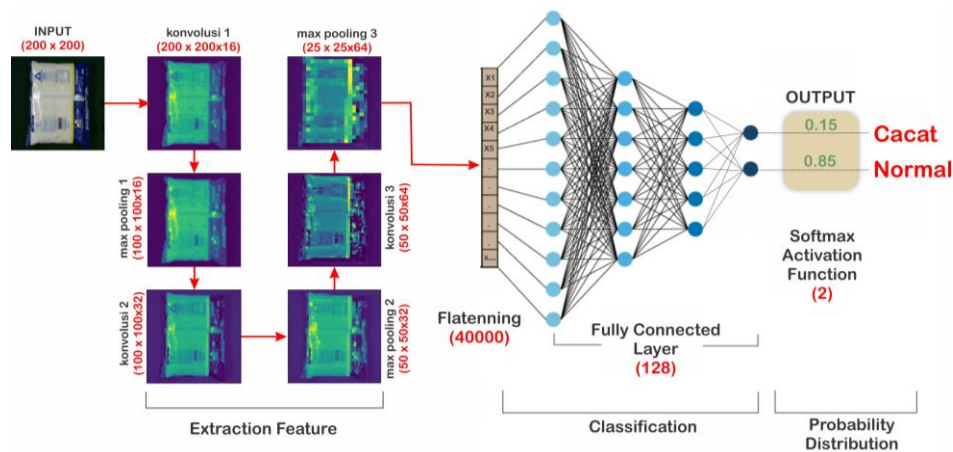 INPUT
(200 x 200)
konvolusi 1
(200 x 200x16)
max pooling 1
(100 x 100x16)
konvolusi 2
(100 x 100x32)
max pooling 2
(50 x 50x32)
konvolusi 3
(50 x 50x64)
max pooling 3
(25 x 25x64)
Extraction Feature
X1
X2
X3
X4
X5
.
.
.
.
X...
Flatenning
(40000)
Fully Connected
Layer
(128)
Classification
OUTPUT
0.15
Cacat
0.85
Normal
Softmax
Activation
Function
(2)
Probability
Distribution